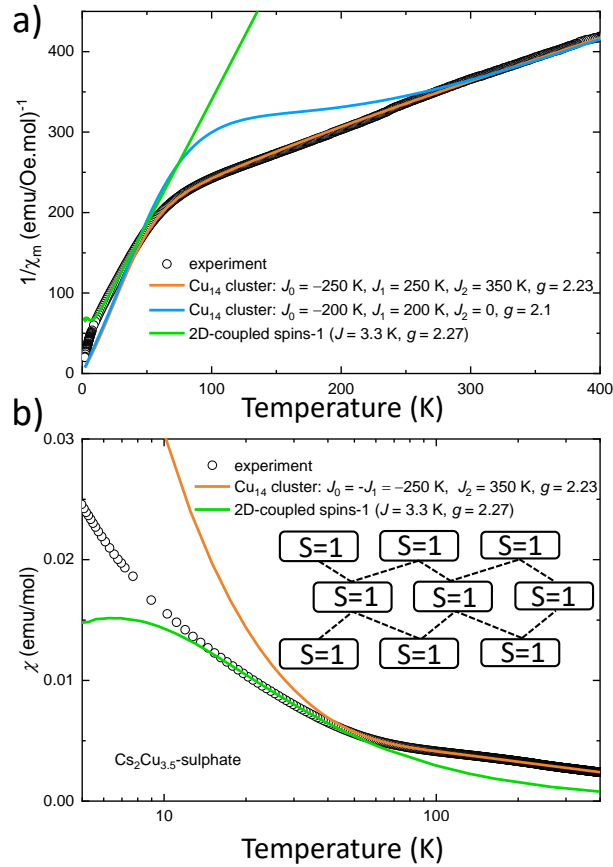 a)
400
300
200
100
0
1/χm (emu/Oe.mol)⁻¹
experiment
Cu14 cluster: J0 = −250 K, J1 = 250 K, J2 = 350 K, g = 2.23
Cu14 cluster: J0 = −200 K, J1 = 200 K, J2 = 0, g = 2.1
2D-coupled spins-1 (J = 3.3 K, g = 2.27)
0 100 200 300 400
Temperature (K)
b)
0.03
0.02
0.01
0.00
χ (emu/mol)
experiment
Cu14 cluster: J0 = -J1 = −250 K, J2 = 350 K, g = 2.23
2D-coupled spins-1 (J = 3.3 K, g = 2.27)
S=1 S=1 S=1
S=1 S=1 S=1
S=1 S=1 S=1
Cs2Cu3.5-sulphate
10 100
Temperature (K)